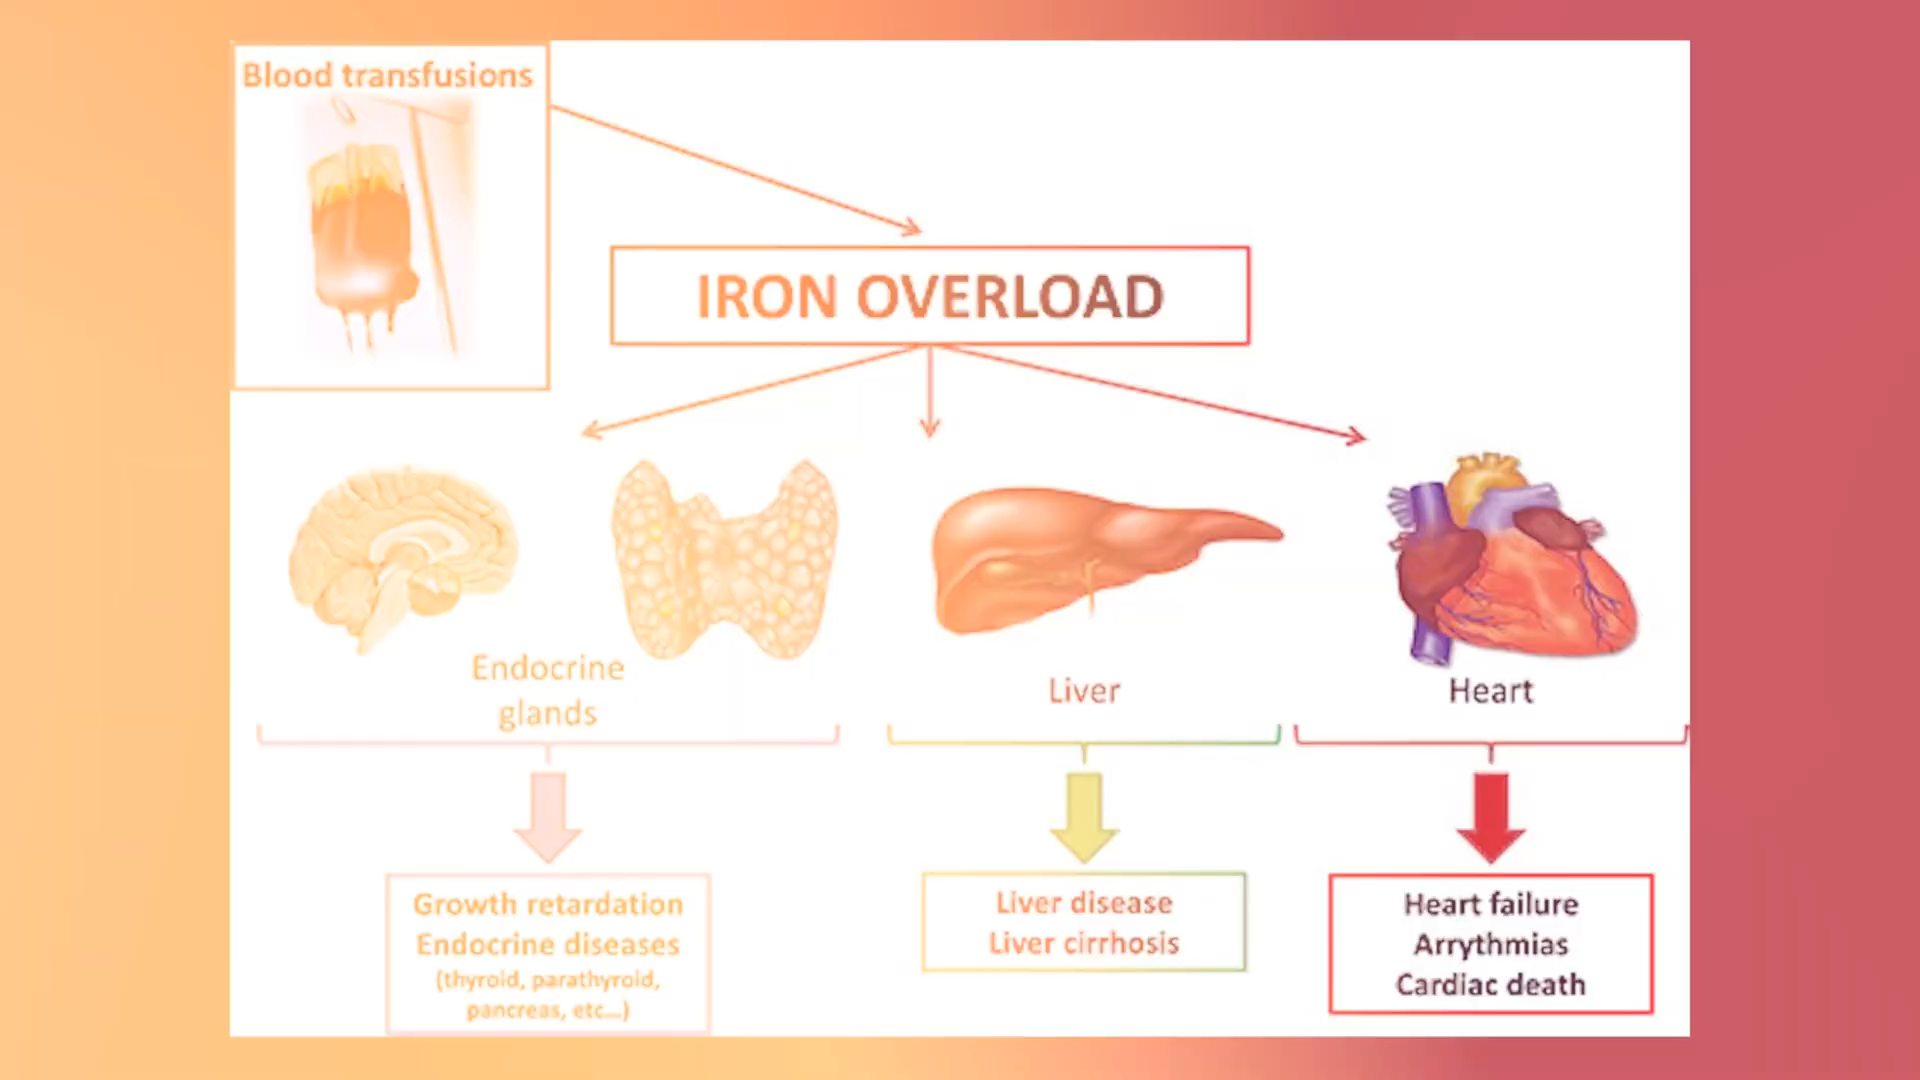 Blood transfusions
IRON OVERLOAD
Endocrine
glands
Liver
Heart
Growth retardation
Endocrine diseases
(thyroid, parathyroid,
pancreas, etc...)
Liver disease
Liver cirrhosis
Heart failure
Arrythmias
Cardiac death